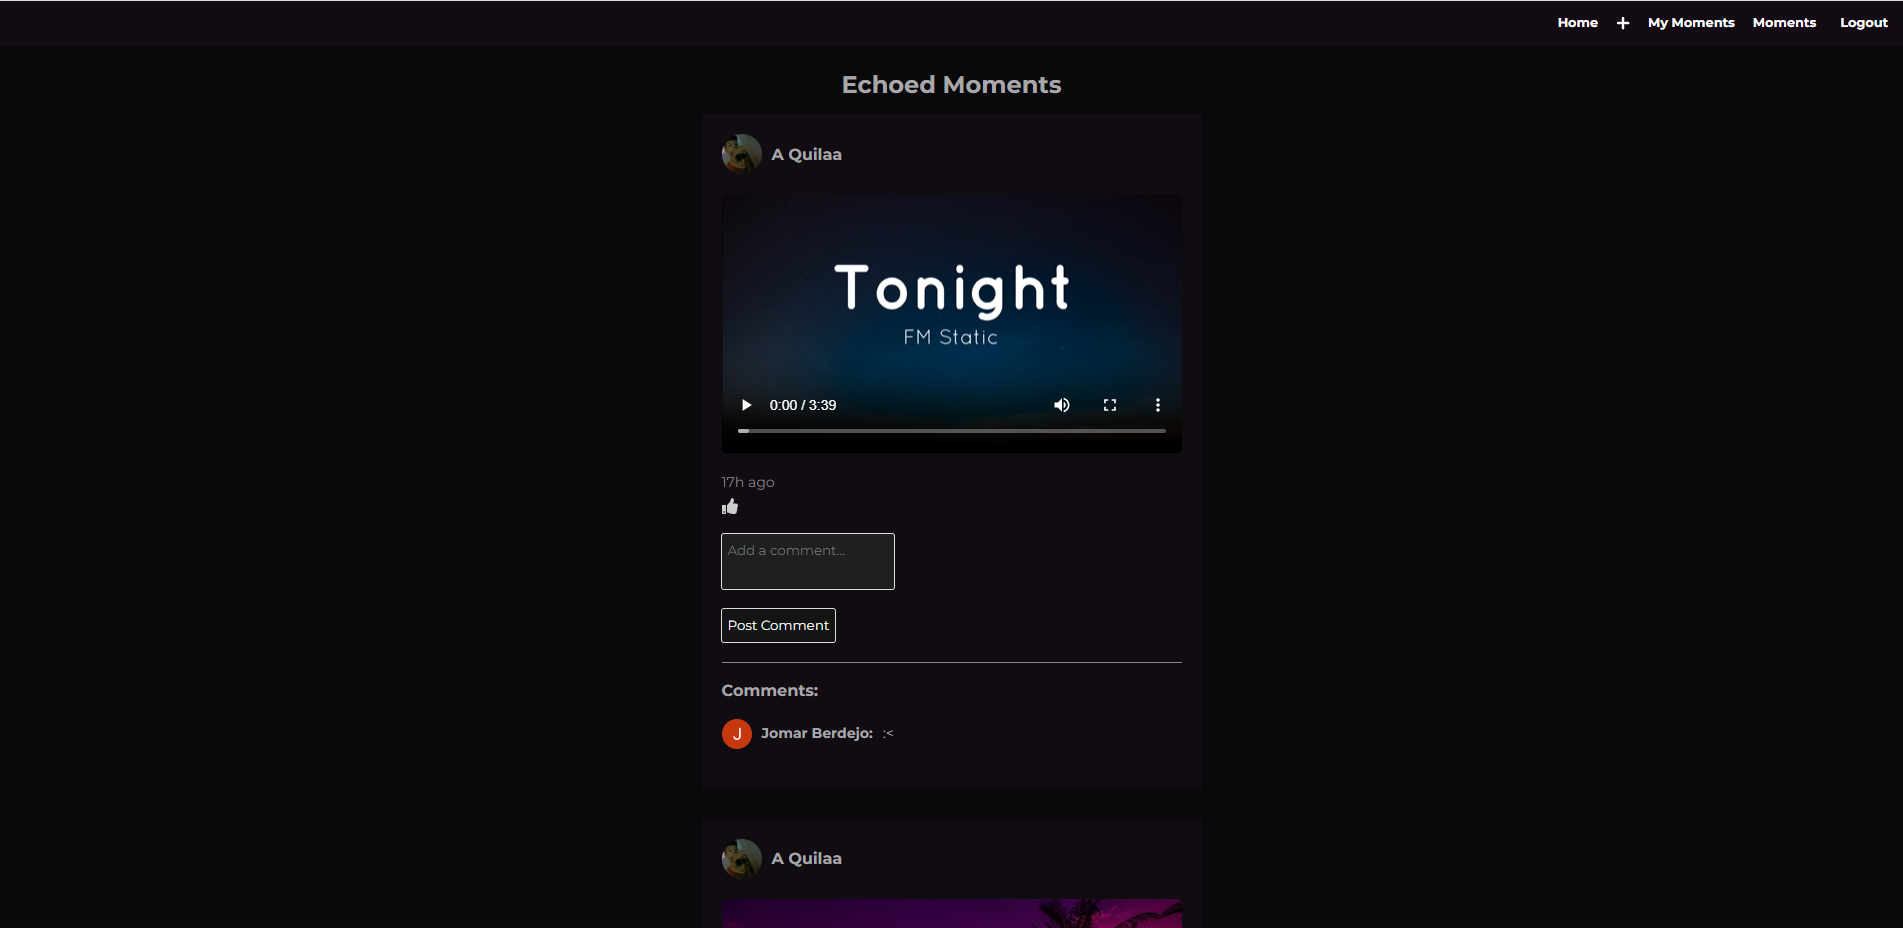 Home + My Moments Moments Logout
Echoed Moments
A Quilaa
Tonight
FM Static
0:00 / 3:39
17h ago
Add a comment...
Post Comment
Comments:
J Jomar Berdejo: :<
A Quilaa